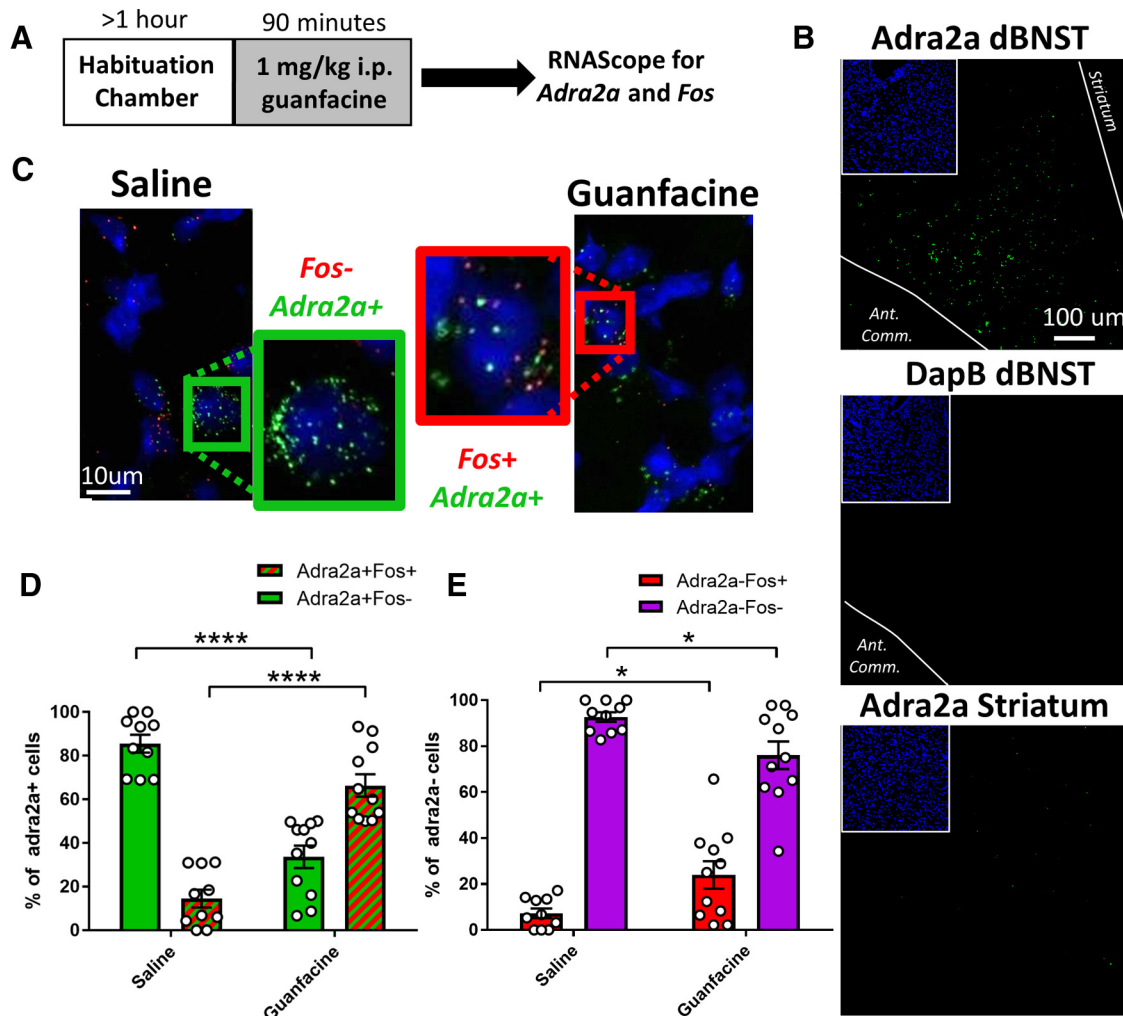 A
>1 hour
90 minutes
Habituation
Chamber
1 mg/kg i.p.
guanfacine
RNAScope for
Adra2a and Fos
B
Adra2a dBNST
Striatum
Ant.
Comm.
100 um
DapB dBNST
Ant.
Comm.
Adra2a Striatum
C
Saline
Guanfacine
Fos-
Adra2a+
Fos+
Adra2a+
10um
D
Adra2a+Fos+
Adra2a+Fos-
****
****
% of adra2a+ cells
100
80
60
40
20
0
Saline
Guanfacine
E
Adra2a-Fos+
Adra2a-Fos-
*
*
% of adra2a- cells
100
80
60
40
20
0
Saline
Guanfacine